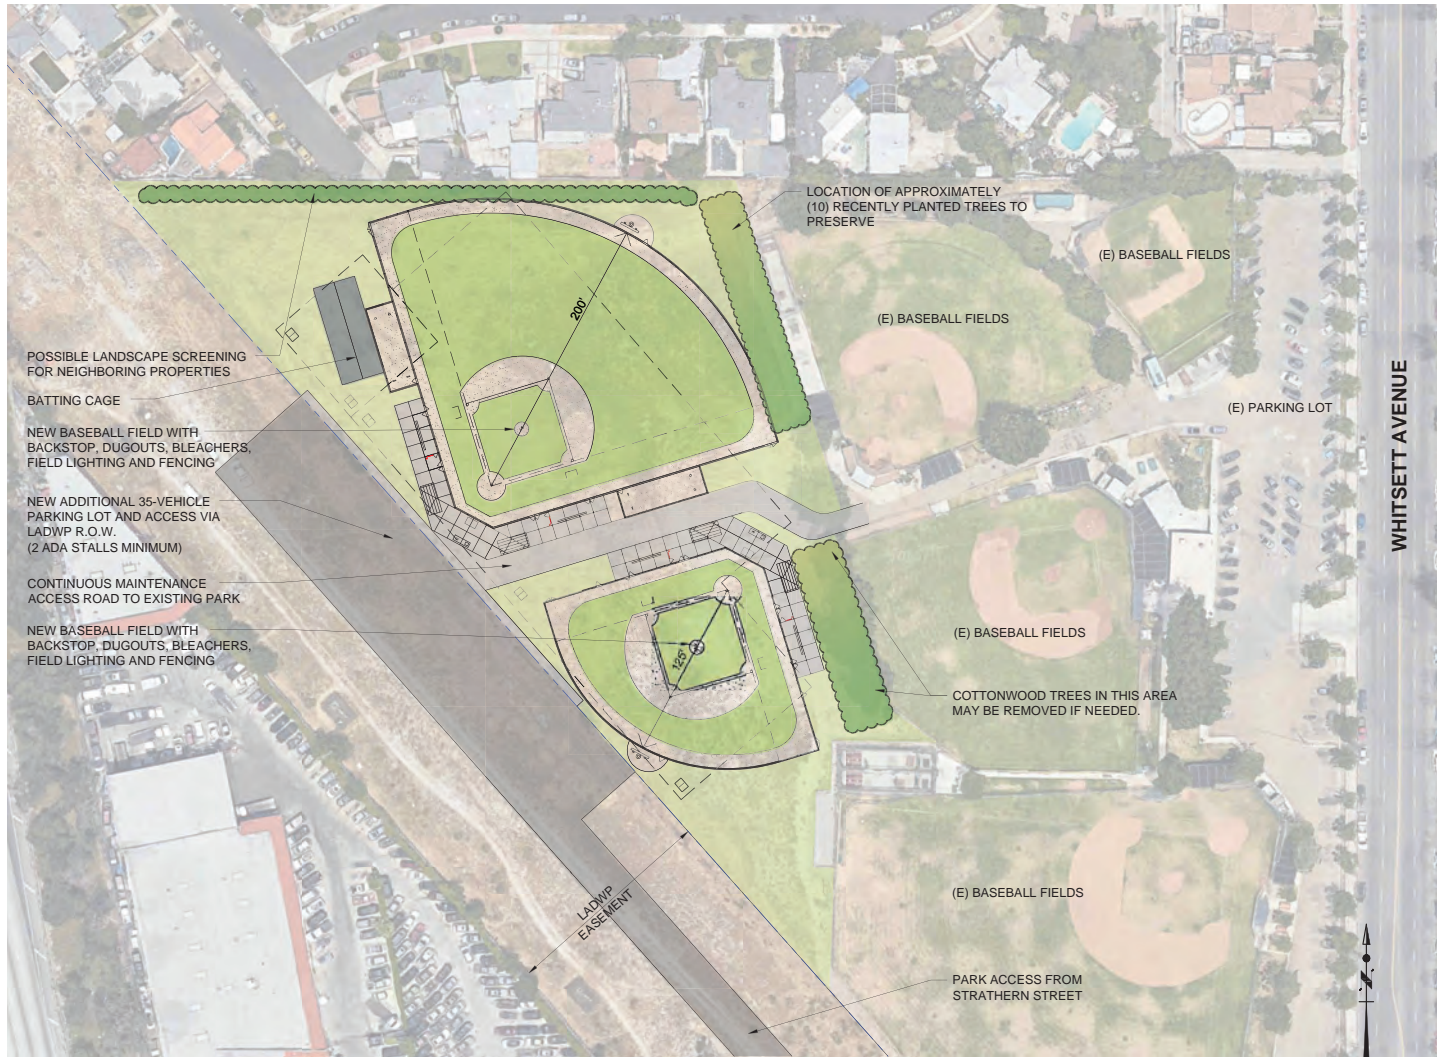 LOCATION OF APPROXIMATELY
(10) RECENTLY PLANTED TREES TO
PRESERVE
(E) BASEBALL FIELDS
(E) BASEBALL FIELDS
200'
POSSIBLE LANDSCAPE SCREENING
FOR NEIGHBORING PROPERTIES
BATTING CAGE
NEW BASEBALL FIELD WITH
BACKSTOP, DUGOUTS, BLEACHERS,
FIELD LIGHTING AND FENCING
NEW ADDITIONAL 35-VEHICLE
PARKING LOT AND ACCESS VIA
LADWP R.O.W.
(2 ADA STALLS MINIMUM)
CONTINUOUS MAINTENANCE
ACCESS ROAD TO EXISTING PARK
NEW BASEBALL FIELD WITH
BACKSTOP, DUGOUTS, BLEACHERS,
FIELD LIGHTING AND FENCING
(E) PARKING LOT
WHITSETT AVENUE
125'
(E) BASEBALL FIELDS
COTTONWOOD TREES IN THIS AREA
MAY BE REMOVED IF NEEDED.
LADWP
EASEMENT
(E) BASEBALL FIELDS
PARK ACCESS FROM
STRATHERN STREET
N